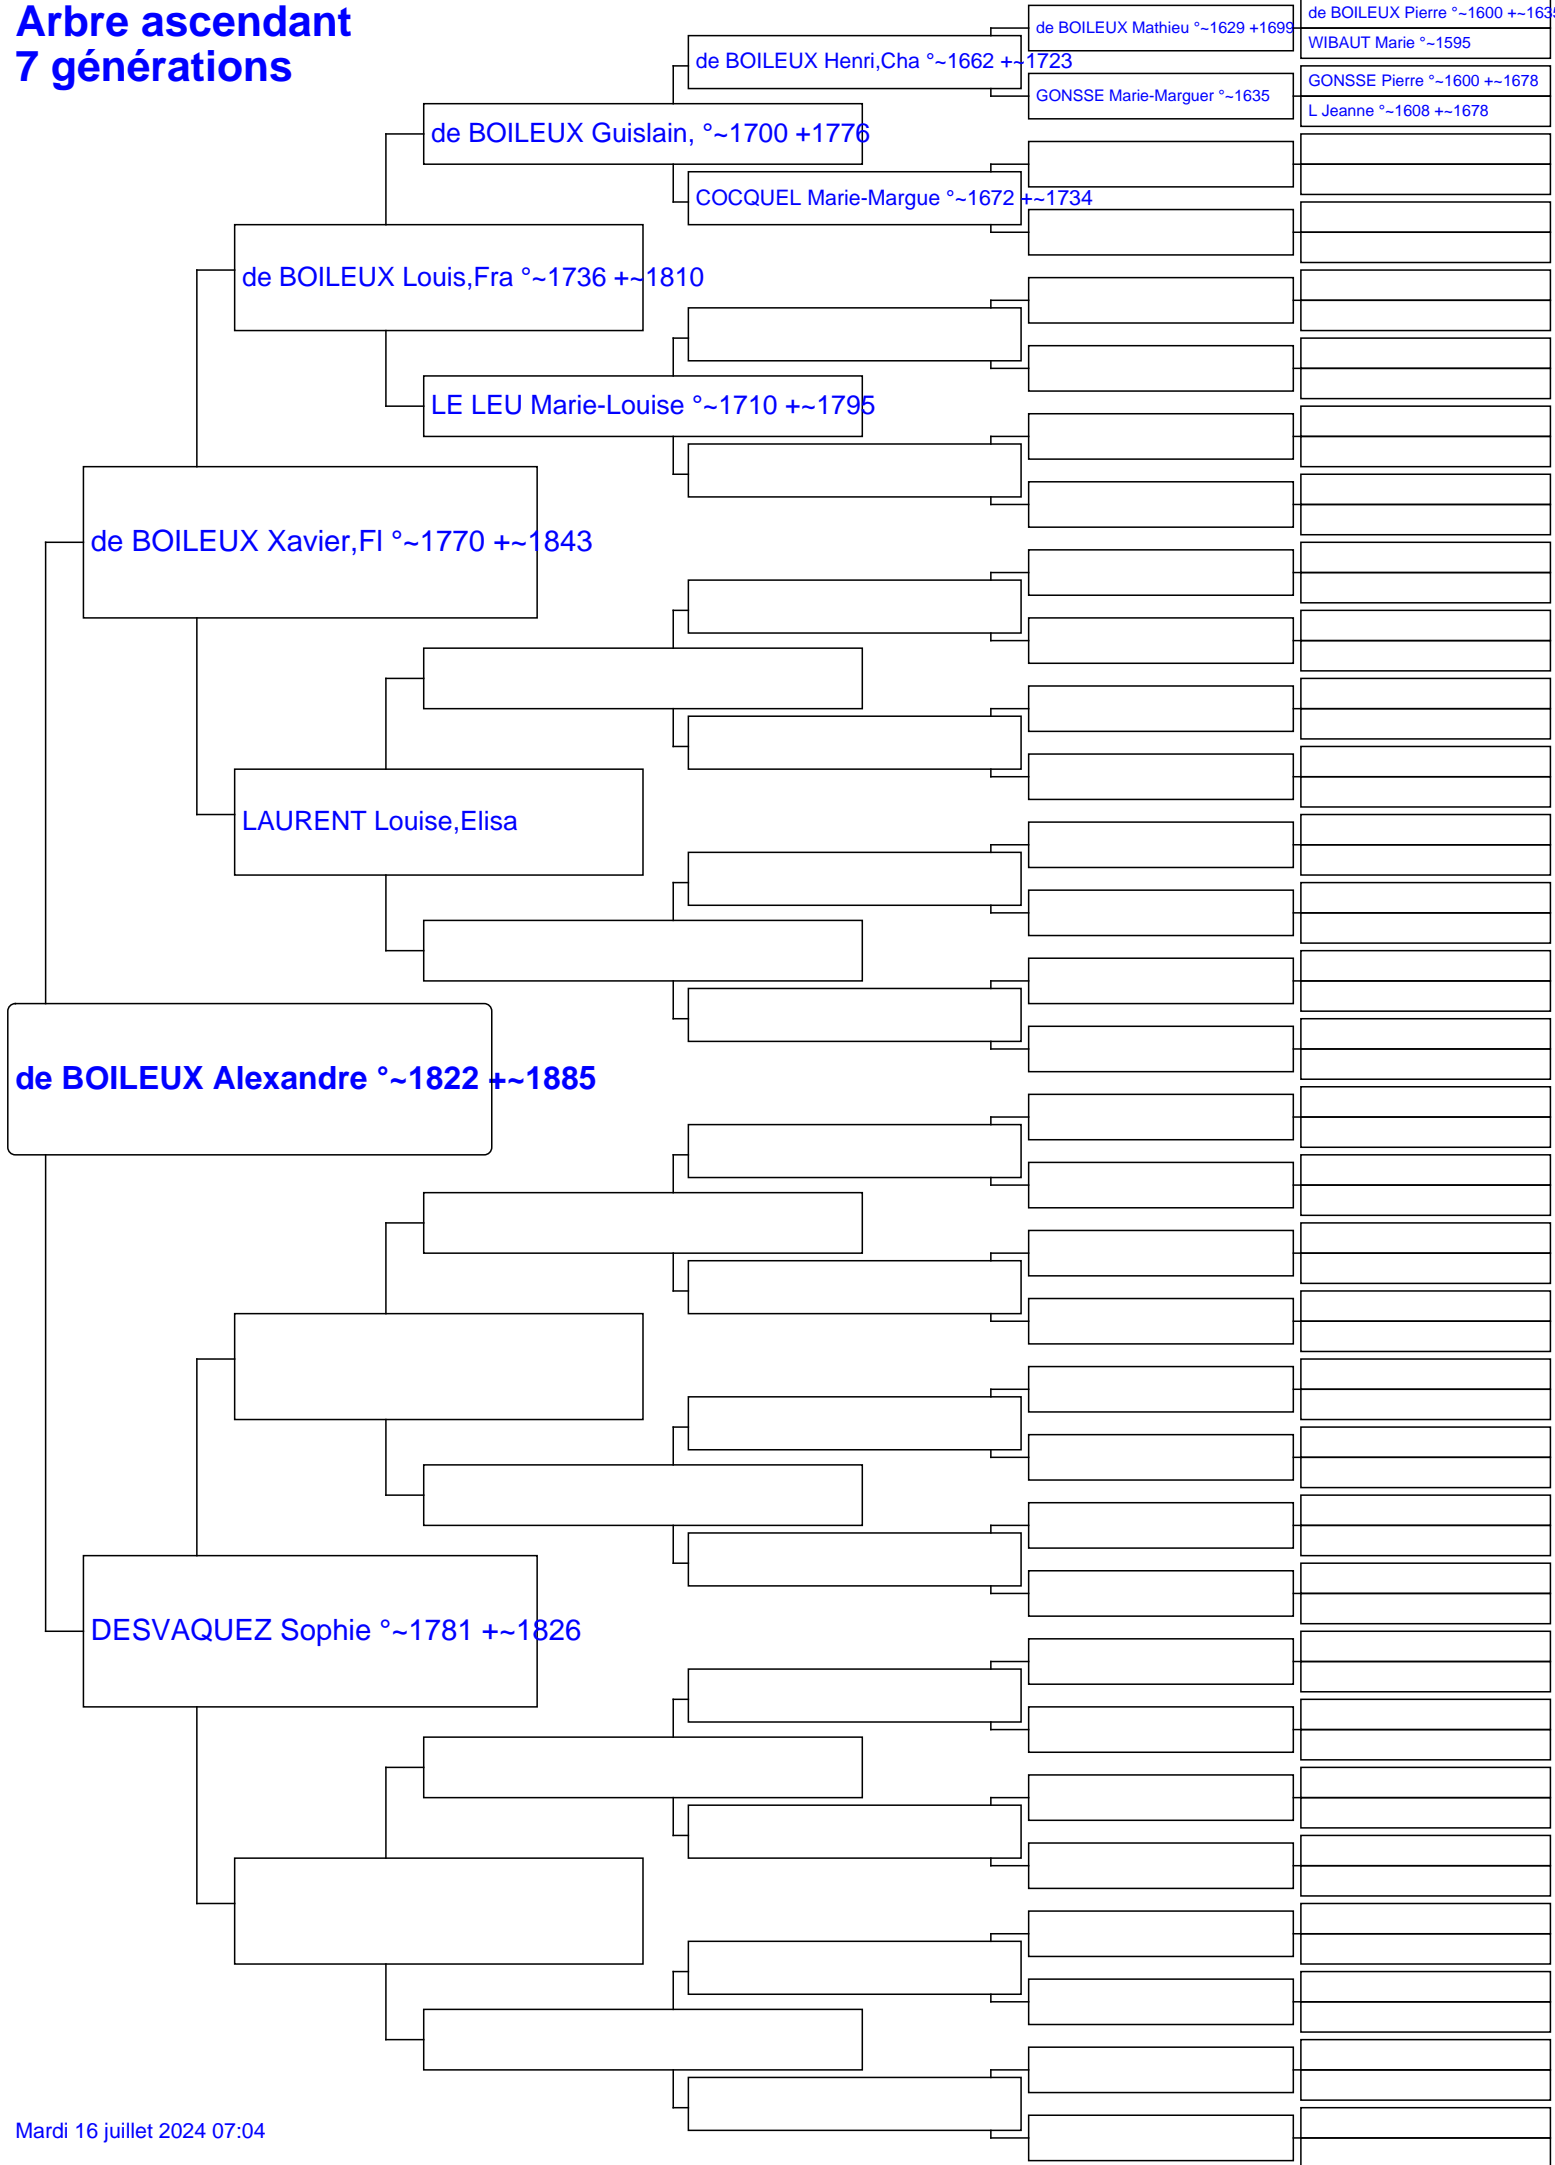 Arbre ascendant
7 générations
de BOILEUX Pierre °~1600 +~1635
de BOILEUX Mathieu °~1629 +1699
WIBAUT Marie °~1595
de BOILEUX Henri,Cha °~1662 +~1723
GONSSE Pierre °~1600 +~1678
GONSSE Marie-Marguer °~1635
L Jeanne °~1608 +~1678
de BOILEUX Guislain, °~1700 +1776
COCQUEL Marie-Margue °~1672 +~1734
de BOILEUX Louis,Fra °~1736 +~1810
LE LEU Marie-Louise °~1710 +~1795
de BOILEUX Xavier,Fl °~1770 +~1843
LAURENT Louise,Elisa
de BOILEUX Alexandre °~1822 +~1885
DESVAQUEZ Sophie °~1781 +~1826
Mardi 16 juillet 2024 07:04